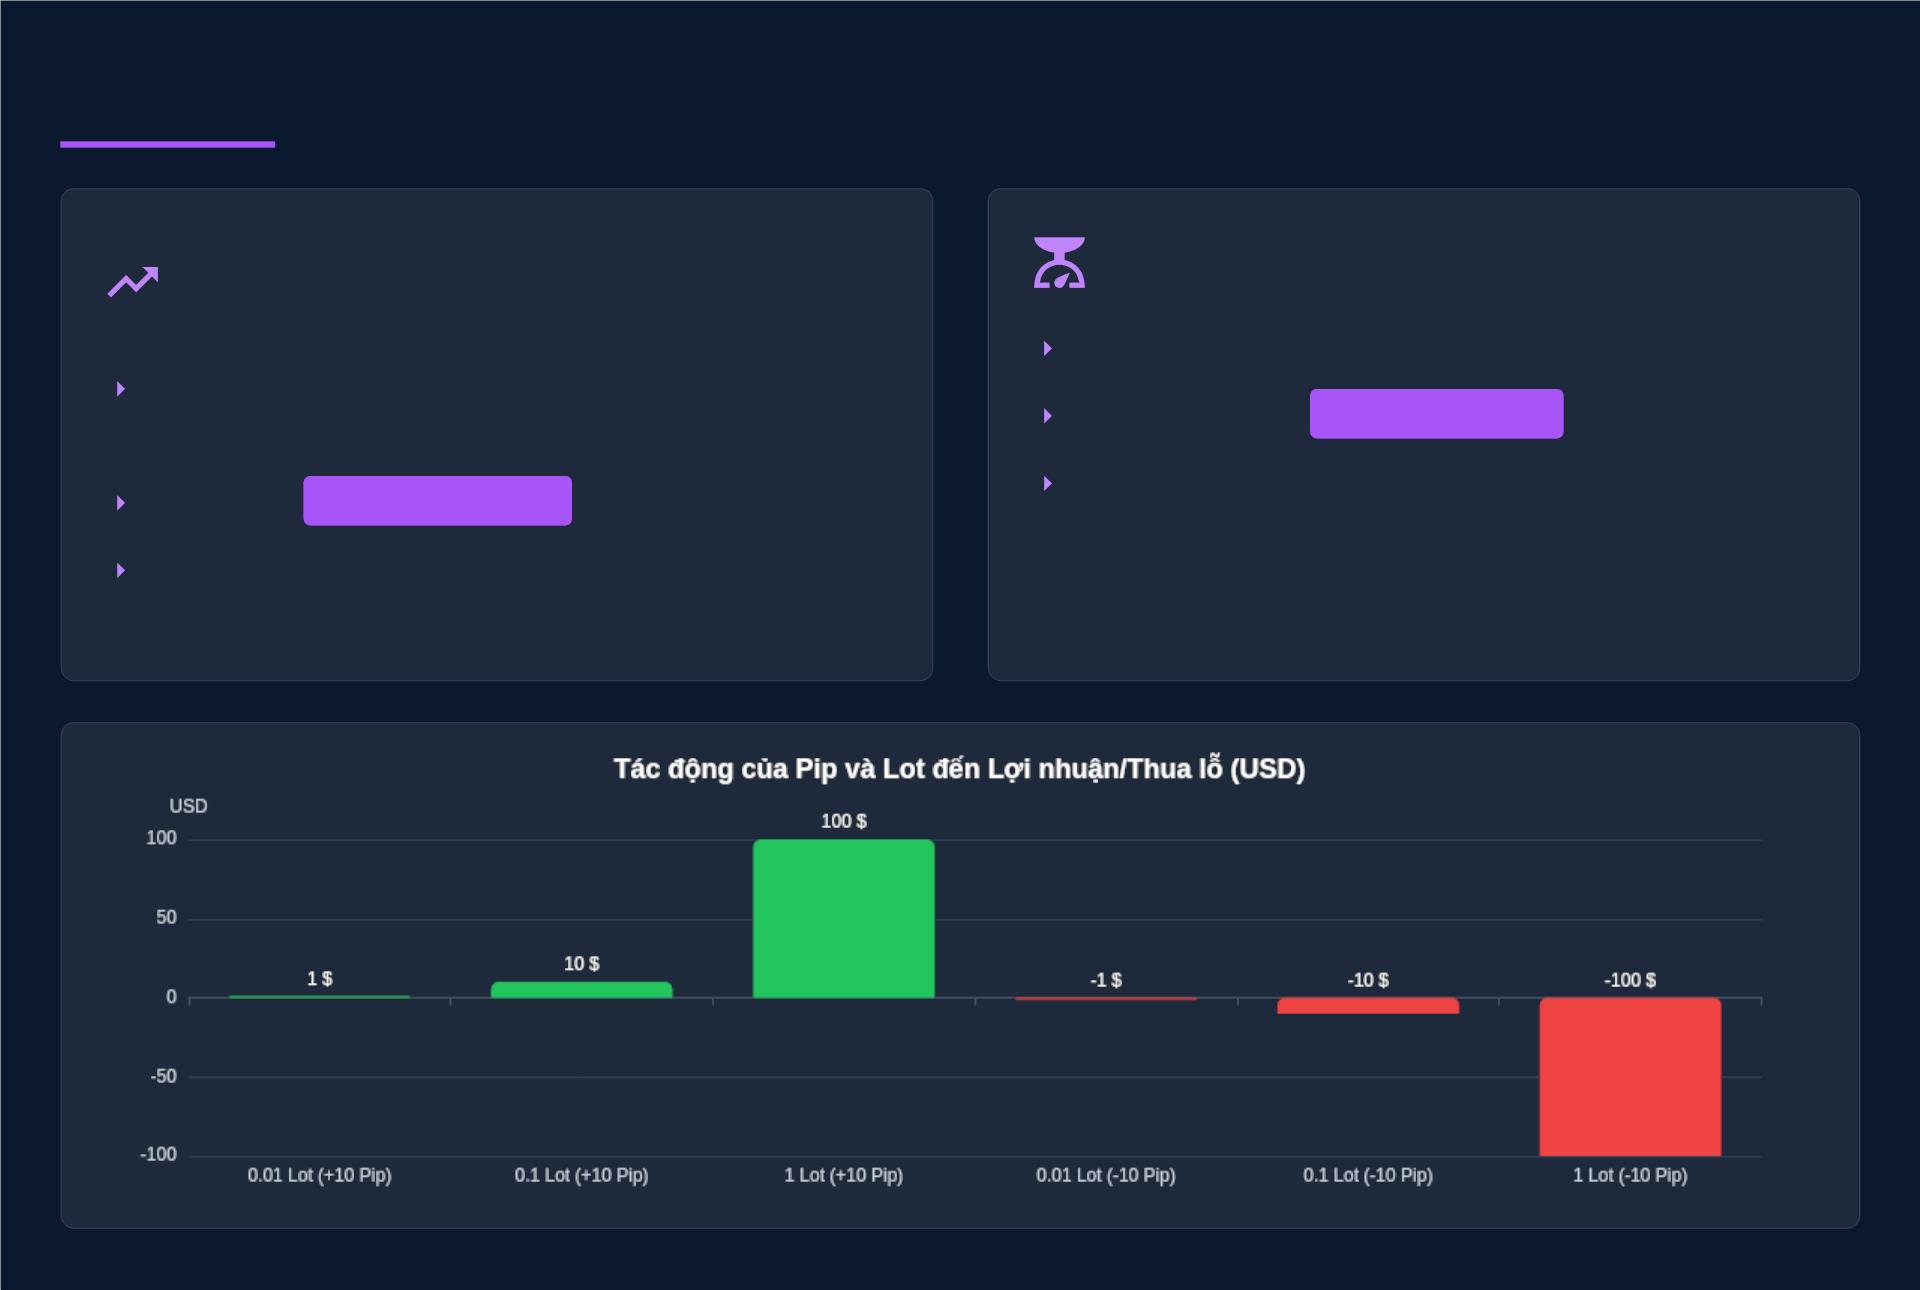 Tác động của Pip và Lot đến Lợi nhuận/Thua lỗ (USD)
USD
100
50
0
-50
-100
1 $
10 $
100 $
-1 $
-10 $
-100 $
0.01 Lot (+10 Pip)
0.1 Lot (+10 Pip)
1 Lot (+10 Pip)
0.01 Lot (-10 Pip)
0.1 Lot (-10 Pip)
1 Lot (-10 Pip)